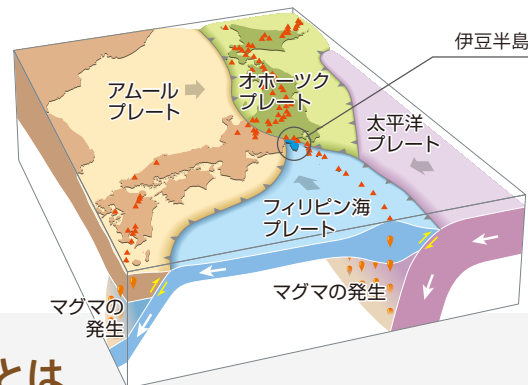 伊豆半島
アムール
プレート
オホーツク
プレート
太平洋
プレート
フィリピン海
プレート
マグマの発生
マグマの
発生
とは